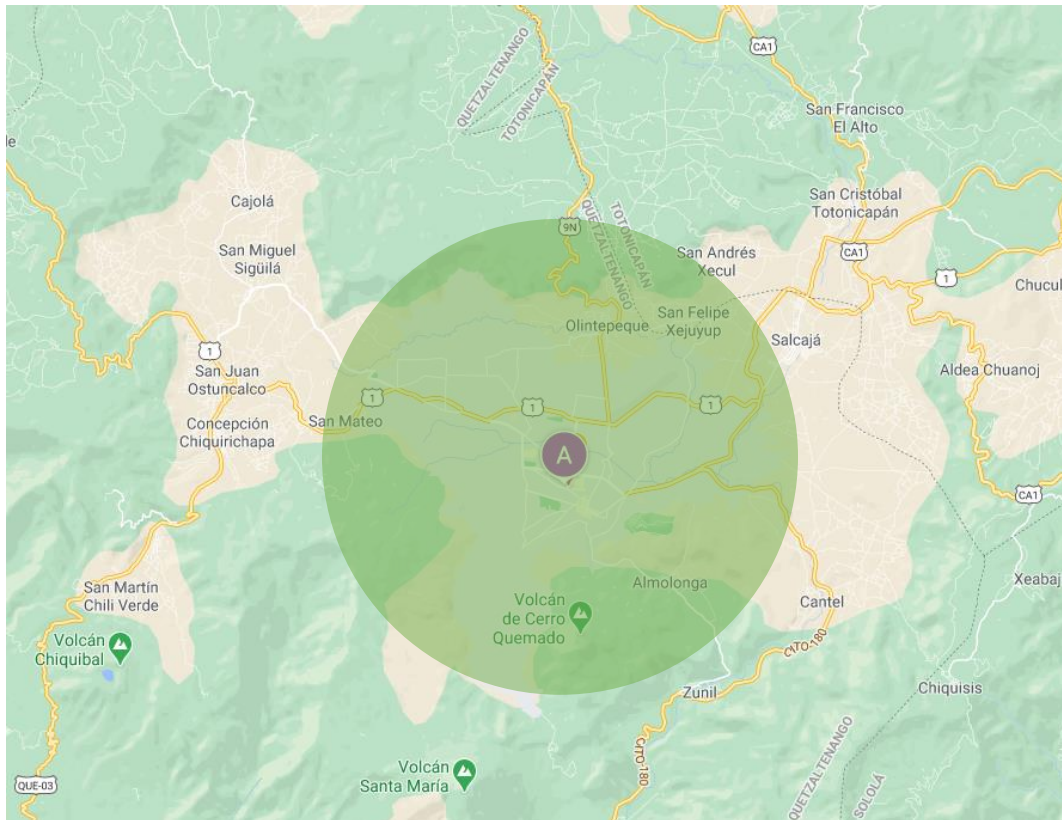 CA1
QUETZALTENANGO
TOTONICAPÁN
San Francisco
El Alto
le
Cajolá
San Cristóbal
Totonicapán
9N
TOTONICAPÁN
QUETZALTENANGO
San Miguel
Sigüilá
San Andrés
Xecul
CA1
1
Chucul
San Felipe
Xejuyup
Olintepeque
Salcajá
1
San Juan
Ostuncalco
Aldea Chuanoj
1
1
1
San Mateo
Concepción
Chiquirichapa
A
CA1
San Martín
Chili Verde
Almolonga
Xeabaj
Volcán
de Cerro
Quemado
Cantel
Volcán
Chiquibal
CITO-180
Zunil
Chiquisis
CITO-180
QUETZALTENANGO
SOLOLÁ
Volcán
Santa María
QUE-03